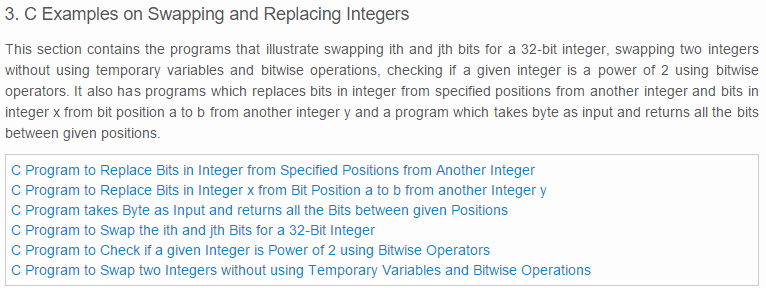 3. C Examples on Swapping and Replacing Integers
This section contains the programs that illustrate swapping ith and jth bits for a 32-bit integer, swapping two integers
without using temporary variables and bitwise operations, checking if a given integer is a power of 2 using bitwise
operators. It also has programs which replaces bits in integer from specified positions from another integer and bits in
integer x from bit position a to b from another integer y and a program which takes byte as input and returns all the bits
between given positions.
C Program to Replace Bits in Integer from Specified Positions from Another Integer
C Program to Replace Bits in Integer x from Bit Position a to b from another Integer y
C Program takes Byte as Input and returns all the Bits between given Positions
C Program to Swap the ith and jth Bits for a 32-Bit Integer
C Program to Check if a given Integer is Power of 2 using Bitwise Operators
C Program to Swap two Integers without using Temporary Variables and Bitwise Operations